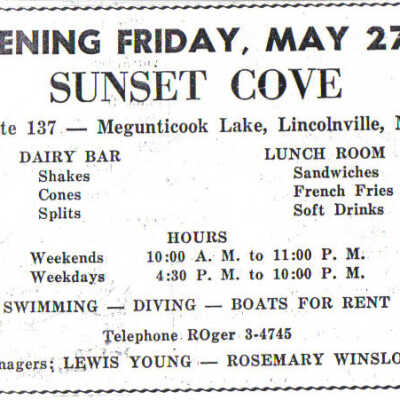 ENING FRIDAY, MAY 27
SUNSET COVE
te 137 — Megunticook Lake, Lincolnville, M
DAIRY BAR
Shakes
Cones
Splits
LUNCH ROOM
Sandwiches
French Fries
Soft Drinks
HOURS
Weekends 10:00 A. M. to 11:00 P. M.
Weekdays 4:30 P. M. to 10:00 P. M.
SWIMMING — DIVING — BOATS FOR RENT
Telephone ROger 3-4745
nagers: LEWIS YOUNG — ROSEMARY WINSLO